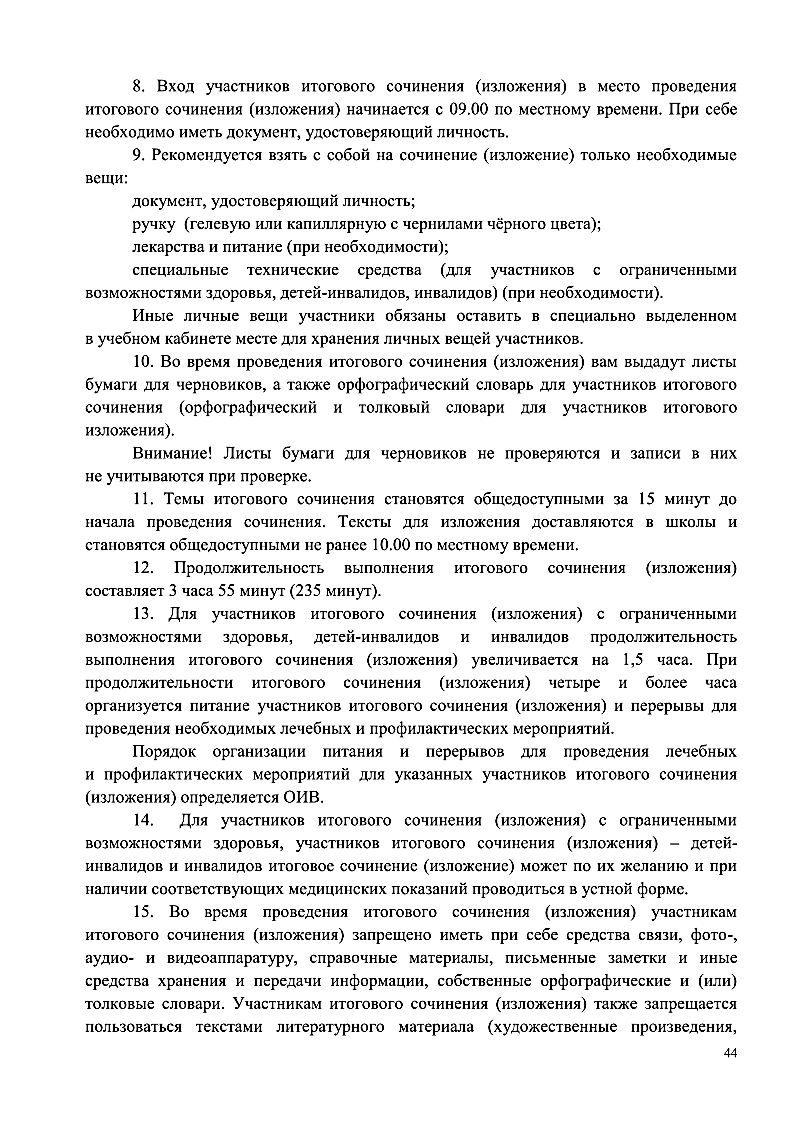 8. Вход участников итогового сочинения (изложения) в место проведения
итогового сочинения (изложения) начинается с 09.00 по местному времени. При себе
необходимо иметь документ, удостоверяющий личность.
9. Рекомендуется взять с собой на сочинение (изложение) только необходимые
вещи:
документ, удостоверяющий личность;
ручку (гелевую или капиллярную с чернилами чёрного цвета);
лекарства и питание (при необходимости);
специальные технические средства (для участников с ограниченными
возможностями здоровья, детей-инвалидов, инвалидов) (при необходимости).
Иные личные вещи участники обязаны оставить в специально выделенном
в учебном кабинете месте для хранения личных вещей участников.
10. Во время проведения итогового сочинения (изложения) вам выдадут листы
бумаги для черновиков, а также орфографический словарь для участников итогового
сочинения (орфографический и толковый словари для участников итогового
изложения).
Внимание! Листы бумаги для черновиков не проверяются и записи в них
не учитываются при проверке.
11. Темы итогового сочинения становятся общедоступными за 15 минут до
начала проведения сочинения. Тексты для изложения доставляются в школы и
становятся общедоступными не ранее 10.00 по местному времени.
12. Продолжительность выполнения итогового сочинения (изложения)
составляет 3 часа 55 минут (235 минут).
13. Для участников итогового сочинения (изложения) с ограниченными
возможностями здоровья, детей-инвалидов и инвалидов продолжительность
выполнения итогового сочинения (изложения) увеличивается на 1,5 часа. При
продолжительности итогового сочинения (изложения) четыре и более часа
организуется питание участников итогового сочинения (изложения) и перерывы для
проведения необходимых лечебных и профилактических мероприятий.
Порядок организации питания и перерывов для проведения лечебных
и профилактических мероприятий для указанных участников итогового сочинения
(изложения) определяется ОИВ.
14. Для участников итогового сочинения (изложения) с ограниченными
возможностями здоровья, участников итогового сочинения (изложения) – детей-
инвалидов и инвалидов итоговое сочинение (изложение) может по их желанию и при
наличии соответствующих медицинских показаний проводиться в устной форме.
15. Во время проведения итогового сочинения (изложения) участникам
итогового сочинения (изложения) запрещено иметь при себе средства связи, фото-,
аудио- и видеоаппаратуру, справочные материалы, письменные заметки и иные
средства хранения и передачи информации, собственные орфографические и (или)
толковые словари. Участникам итогового сочинения (изложения) также запрещается
пользоваться текстами литературного материала (художественные произведения,
44